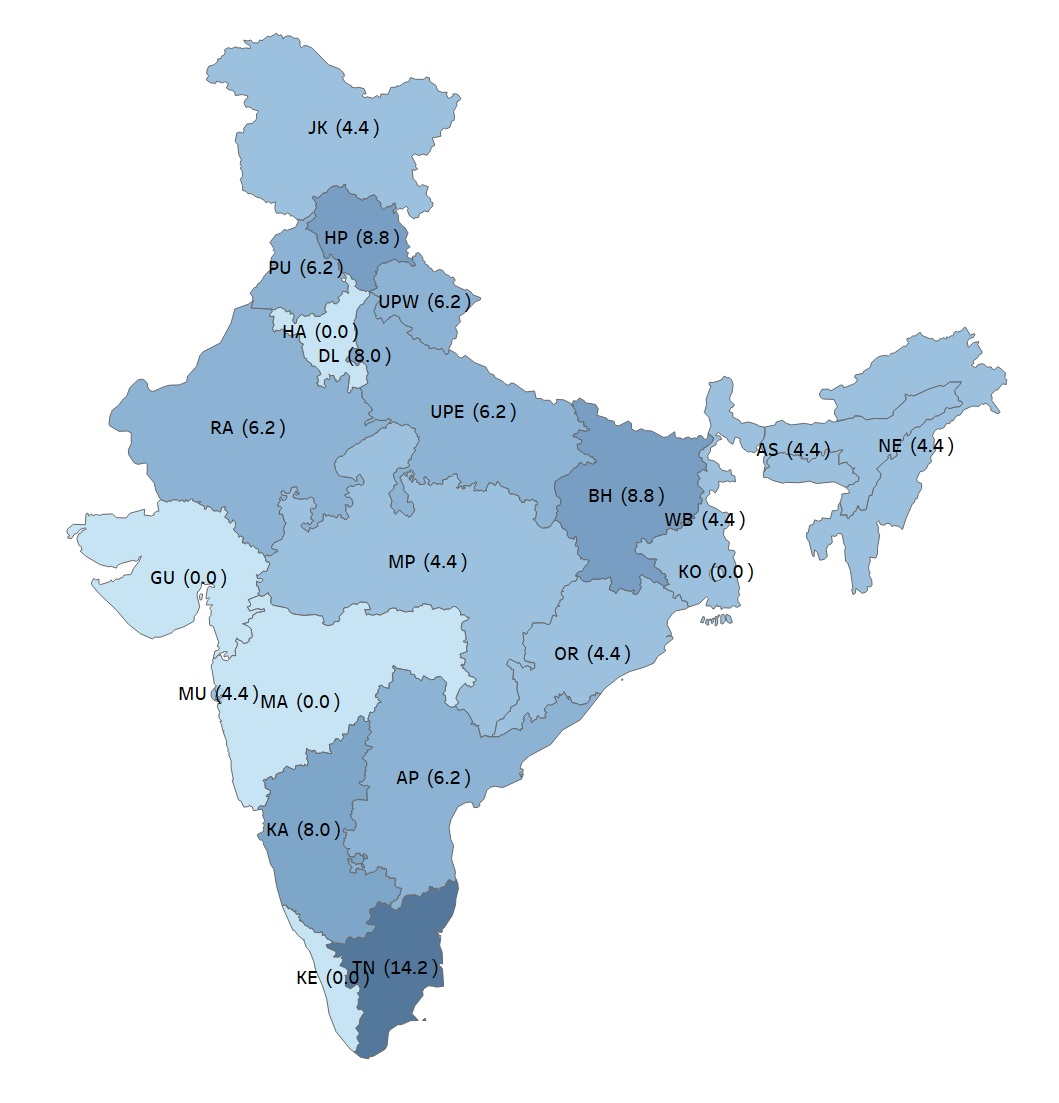 JK (4.4)
HP (8.8)
PU (6.2)
UPW (6.2)
HA (0.0)
DL (8.0)
UPE (6.2)
RA (6.2)
AS (4.4)
NE (4.4)
BH (8.8)
WB (4.4)
MP (4.4)
KO (0.0)
GU (0.0)
OR (4.4)
MU (4.4)
MA (0.0)
AP (6.2)
KA (8.0)
TN (14.2)
KE (0.0)